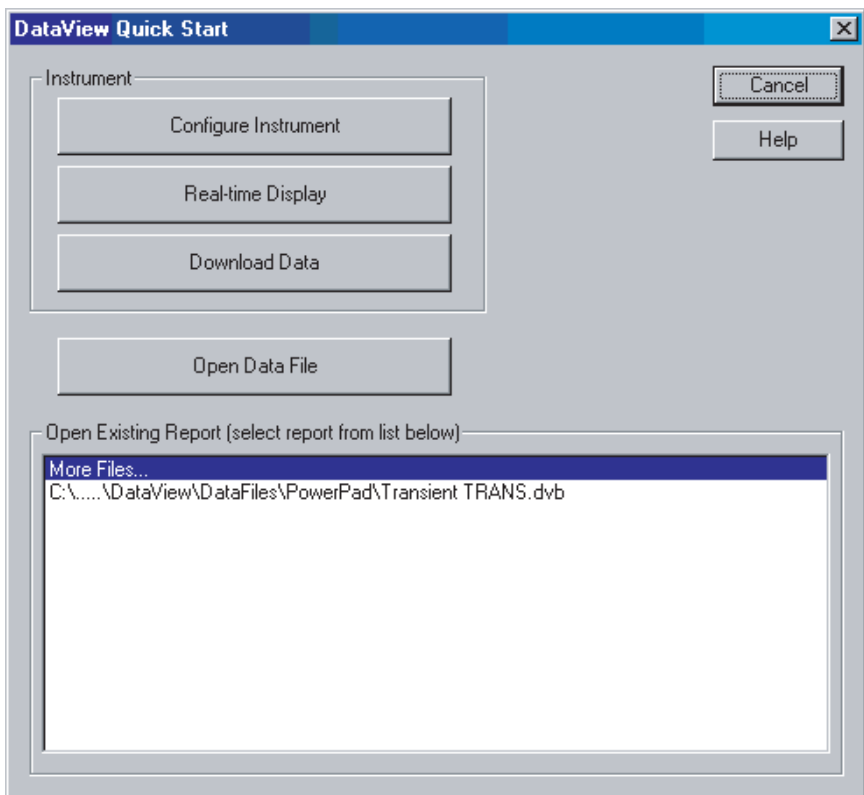 DataView Quick Start
Instrument
Configure Instrument
Real-time Display
Download Data
Cancel
Help
Open Data File
Open Existing Report (select report from list below)
More Files...
C:\.....\DataView\DataFiles\PowerPad\Transient TRANS.dvb